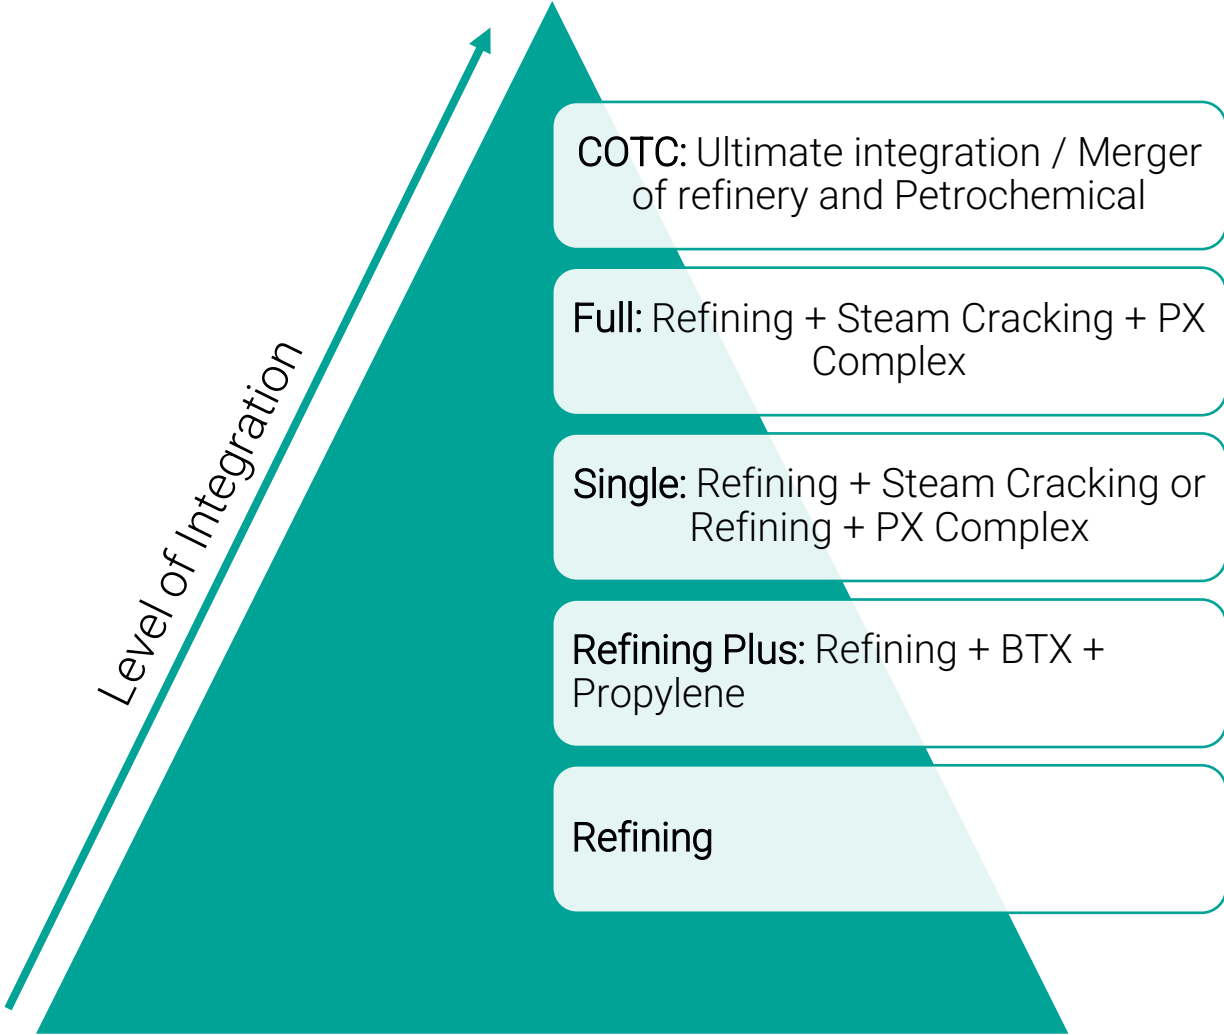 COTC: Ultimate integration / Merger
of refinery and Petrochemical
Full: Refining + Steam Cracking + PX
Complex
Level of Integration
Single: Refining + Steam Cracking or
Refining + PX Complex
Refining Plus: Refining + BTX +
Propylene
Refining